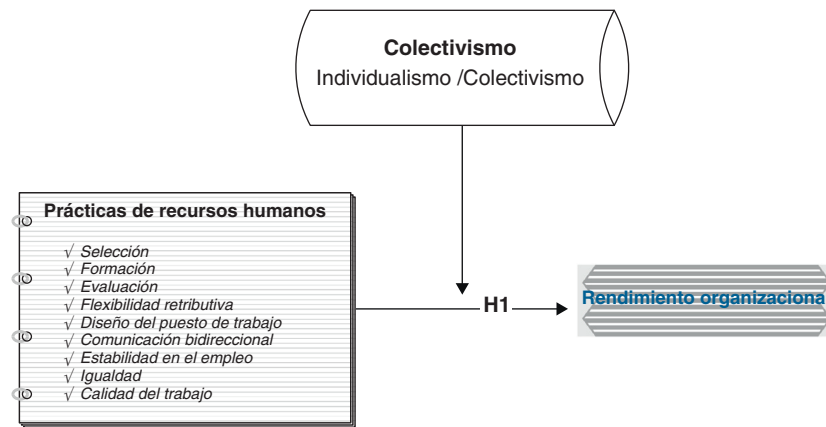 Colectivismo
Individualismo /Colectivismo
Prácticas de recursos humanos
√ Selección
√ Formación
√ Evaluación
√ Flexibilidad retributiva
√ Diseño del puesto de trabajo
√ Comunicación bidireccional
√ Estabilidad en el empleo
√ Igualdad
√ Calidad del trabajo
H1
Rendimiento organizaciona